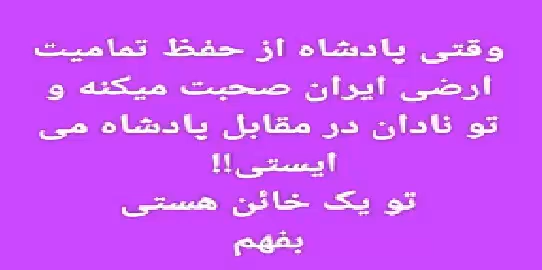 وقتی پادشاه از حفظ تمامیت
ارضی ایران صحبت میکنه و
تو نادان در مقابل پادشاه می
ایستی!!
تو یک خائن هستی
بفهم